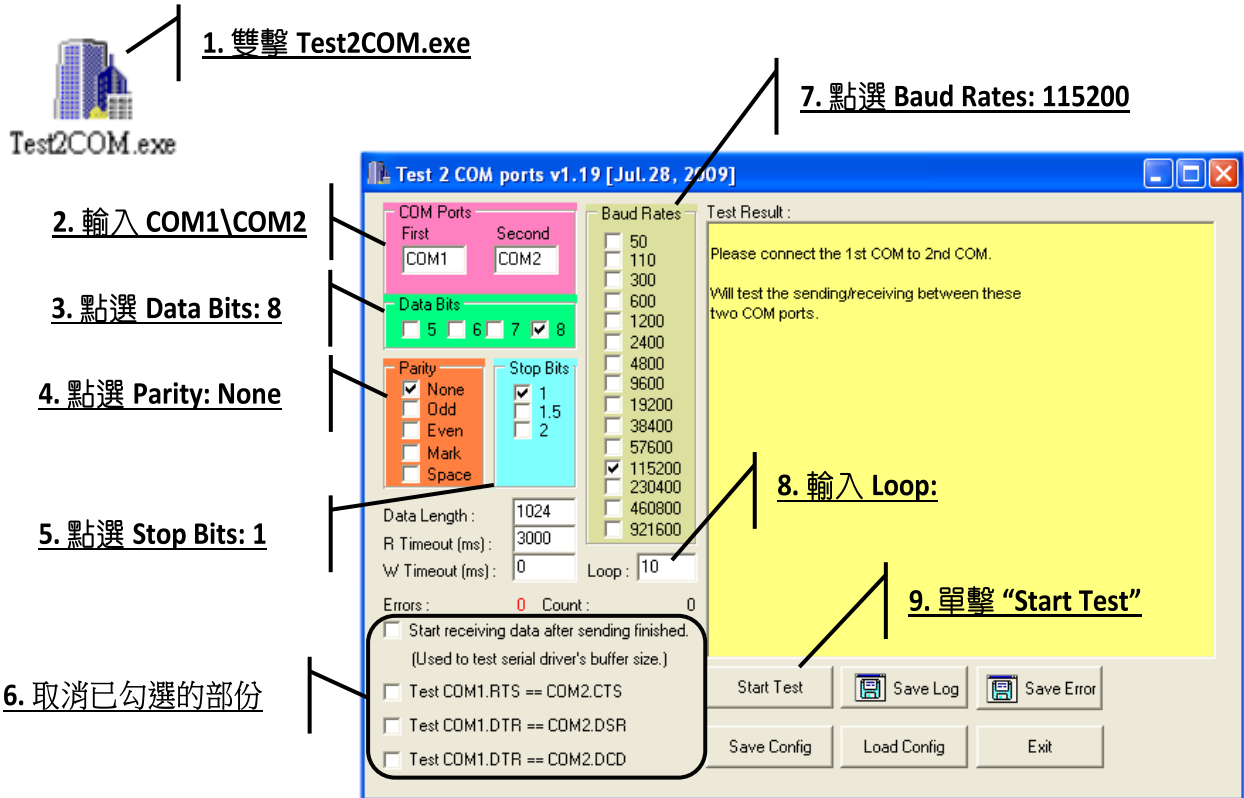 1. 雙擊 Test2COM.exe
Test2COM.exe
7. 點選 Baud Rates: 115200
Test 2 COM ports v1.19 [Jul.28, 2009]
2. 輸入 COM1\COM2
COM Ports
First Second
COM1 COM2
3. 點選 Data Bits: 8
Data Bits
5 6 7 8
4. 點選 Parity: None
Parity
None
Odd
Even
Mark
Space
Stop Bits
1
1.5
2
5. 點選 Stop Bits: 1
Baud Rates
50
110
300
600
1200
2400
4800
9600
19200
38400
57600
115200
230400
460800
921600
Test Result :
Please connect the 1st COM to 2nd COM.
Will test the sending/receiving between these
two COM ports.
8. 輸入 Loop:
Data Length : 1024
R Timeout (ms) : 3000
W Timeout (ms) : 0
Loop : 10
Errors : 0 Count : 0
9. 單擊 “Start Test”
6. 取消已勾選的部份
Start receiving data after sending finished.
(Used to test serial driver's buffer size.)
Test COM1.RTS == COM2.CTS
Test COM1.DTR == COM2.DSR
Test COM1.DTR == COM2.DCD
Start Test Save Log Save Error
Save Config Load Config Exit